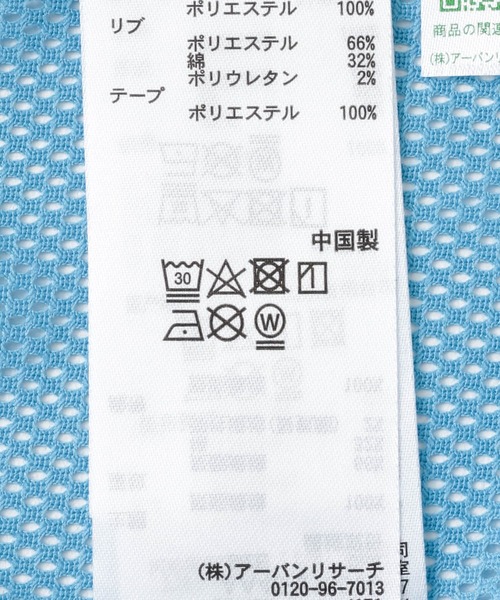 ポリエステル 100%
リブ
ポリエステル 66%
綿 32%
ポリウレタン 2%
テープ
ポリエステル 100%
中国製
30
W
(株)アーバンリサーチ
0120-96-7013
商品の関連
(株)アーバンリ
司
室
7